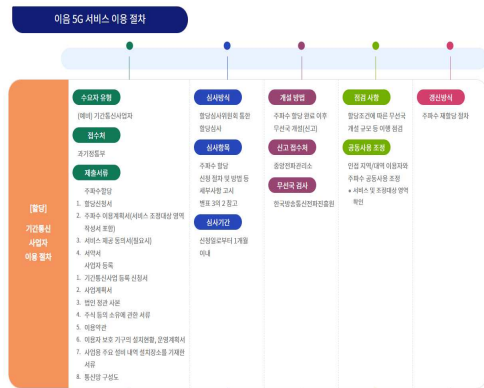 이음 5G 서비스 이용 절차
[할당]
기간통신
사업자
이용 절차
수요자 유형
[예비] 기간통신사업자
접수처
과기정통부
제출서류
주파수할당
1. 할당신청서
2. 주파수 이용계획서(서비스 조정대상 영역
작성서 포함)
3. 서비스 제공 동의서(필요시)
4. 서약서
사업자 등록
1. 기간통신사업 등록 신청서
2. 사업계획서
3. 법인 정관 사본
4. 주식 등의 소유에 관한 서류
5. 이용약관
6. 이용자 보호 기구의 설치현황, 운영계획서
7. 사업용 주요 설비 내역 설치장소를 기재한
서류
8. 통신망 구성도
심사방식
할당심사위원회 통한
할당심사
심사항목
주파수 할당
신청 절차 및 방법 등
세부사항 고시
별표 3의 2 참고
심사기간
신청일로부터 1개월
이내
개설 방법
주파수 할당 완료 이후
무선국 개설(신고)
신고 접수처
중앙전파관리소
무선국 검사
한국방송통신전파진흥원
점검 사항
할당조건에 따른 무선국
개설 규모 등 이행 점검
공동사용 조정
인접 지역/대역 이용자와
주파수 공동사용 조정
* 서비스 및 조정대상 영역
확인
갱신방식
주파수 재할당 절차